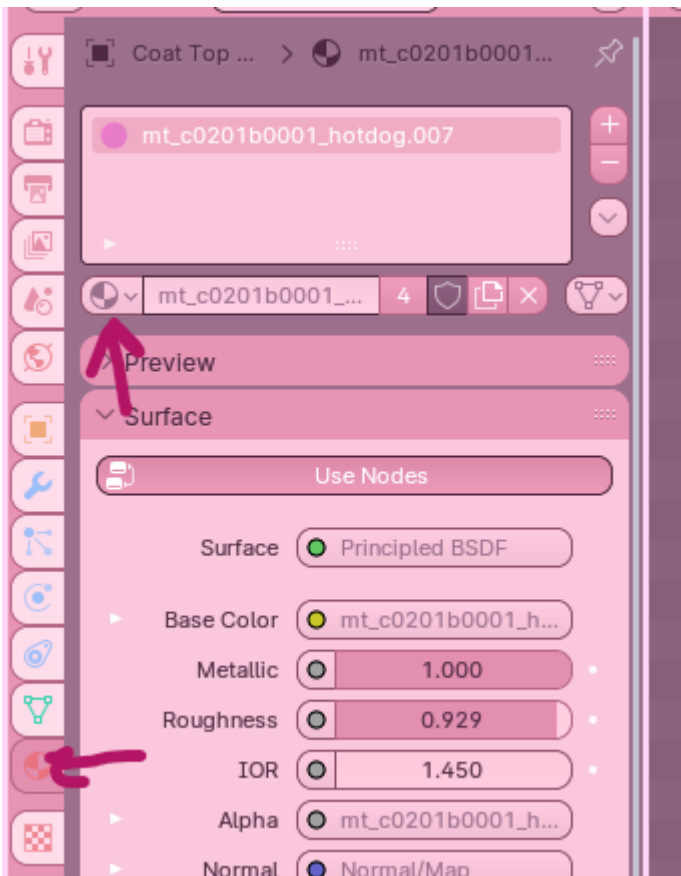 Coat Top ... > mt_c0201b0001...
mt_c0201b0001_hotdog.007
mt_c0201b0001_... 4
Preview
Surface
Use Nodes
Surface Principled BSDF
Base Color mt_c0201b0001_h...
Metallic 1.000
Roughness 0.929
IOR 1.450
Alpha mt_c0201b0001_h...
Normal Normal/Map